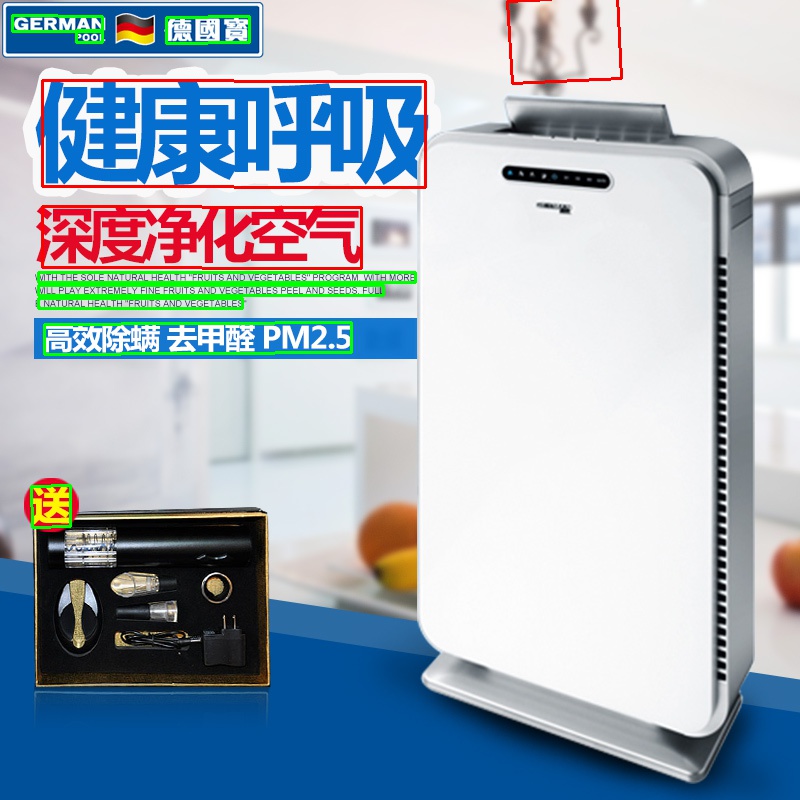 GERMAN
POOL
德國寳
健康呼吸
深度净化空气
WITH THE SOLE NATURAL HEALTH "FRUITS AND VEGETABLES" PROGRAM, WITH MORE
WILL PLAY EXTREMELY FINE FRUITS AND VEGETABLES PEEL AND SEEDS, FULL
NATURAL HEALTH "FRUITS AND VEGETABLES"
高效除螨 去甲醛 PM2.5
送